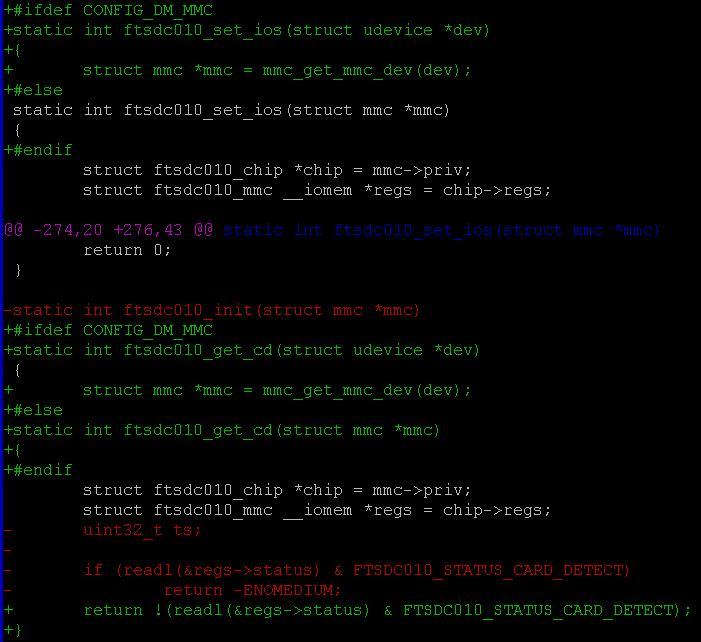 +#ifdef CONFIG_DM_MMC
+static int ftsdc010_set_ios(struct udevice *dev)
+{
+       struct mmc *mmc = mmc_get_mmc_dev(dev);
+#else
 static int ftsdc010_set_ios(struct mmc *mmc)
 {
+#endif
        struct ftsdc010_chip *chip = mmc->priv;
        struct ftsdc010_mmc __iomem *regs = chip->regs;

@@ -274,20 +276,43 @@ static int ftsdc010_set_ios(struct mmc *mmc)
        return 0;
 }

-static int ftsdc010_init(struct mmc *mmc)
+#ifdef CONFIG_DM_MMC
+static int ftsdc010_get_cd(struct udevice *dev)
 {
+       struct mmc *mmc = mmc_get_mmc_dev(dev);
+#else
+static int ftsdc010_get_cd(struct mmc *mmc)
+{
+#endif
        struct ftsdc010_chip *chip = mmc->priv;
        struct ftsdc010_mmc __iomem *regs = chip->regs;
-       uint32_t ts;
-
-       if (readl(&regs->status) & FTSDC010_STATUS_CARD_DETECT)
-               return -ENOMEDIUM;
+       return !(readl(&regs->status) & FTSDC010_STATUS_CARD_DETECT);
+}